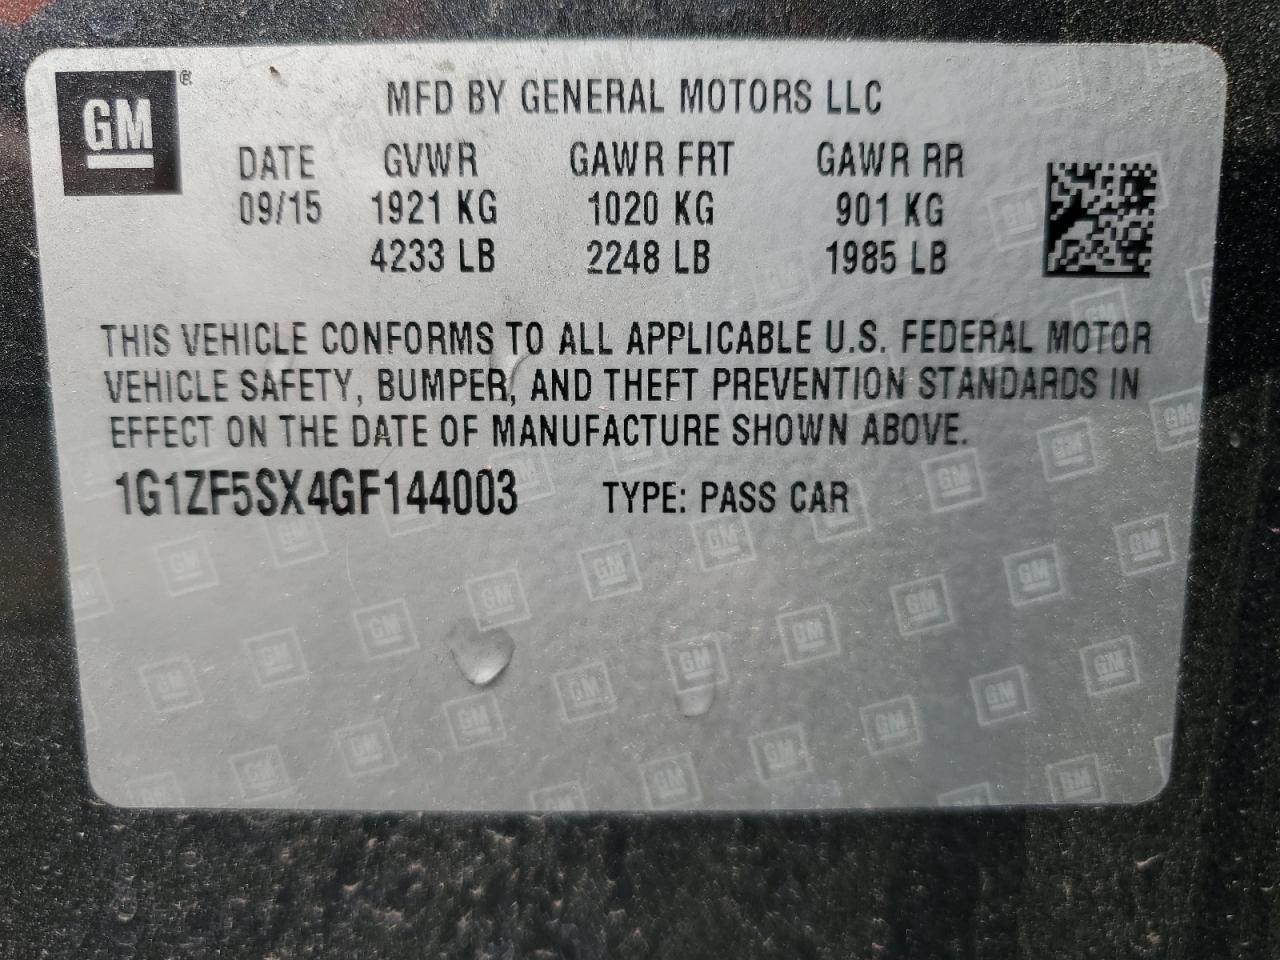 GM ®
MFD BY GENERAL MOTORS LLC
DATE GVWR GAWR FRT GAWR RR
09/15 1921 KG 1020 KG 901 KG
4233 LB 2248 LB 1985 LB
THIS VEHICLE CONFORMS TO ALL APPLICABLE U.S. FEDERAL MOTOR
VEHICLE SAFETY, BUMPER, AND THEFT PREVENTION STANDARDS IN
EFFECT ON THE DATE OF MANUFACTURE SHOWN ABOVE.
1G1ZF5SX4GF144003 TYPE: PASS CAR